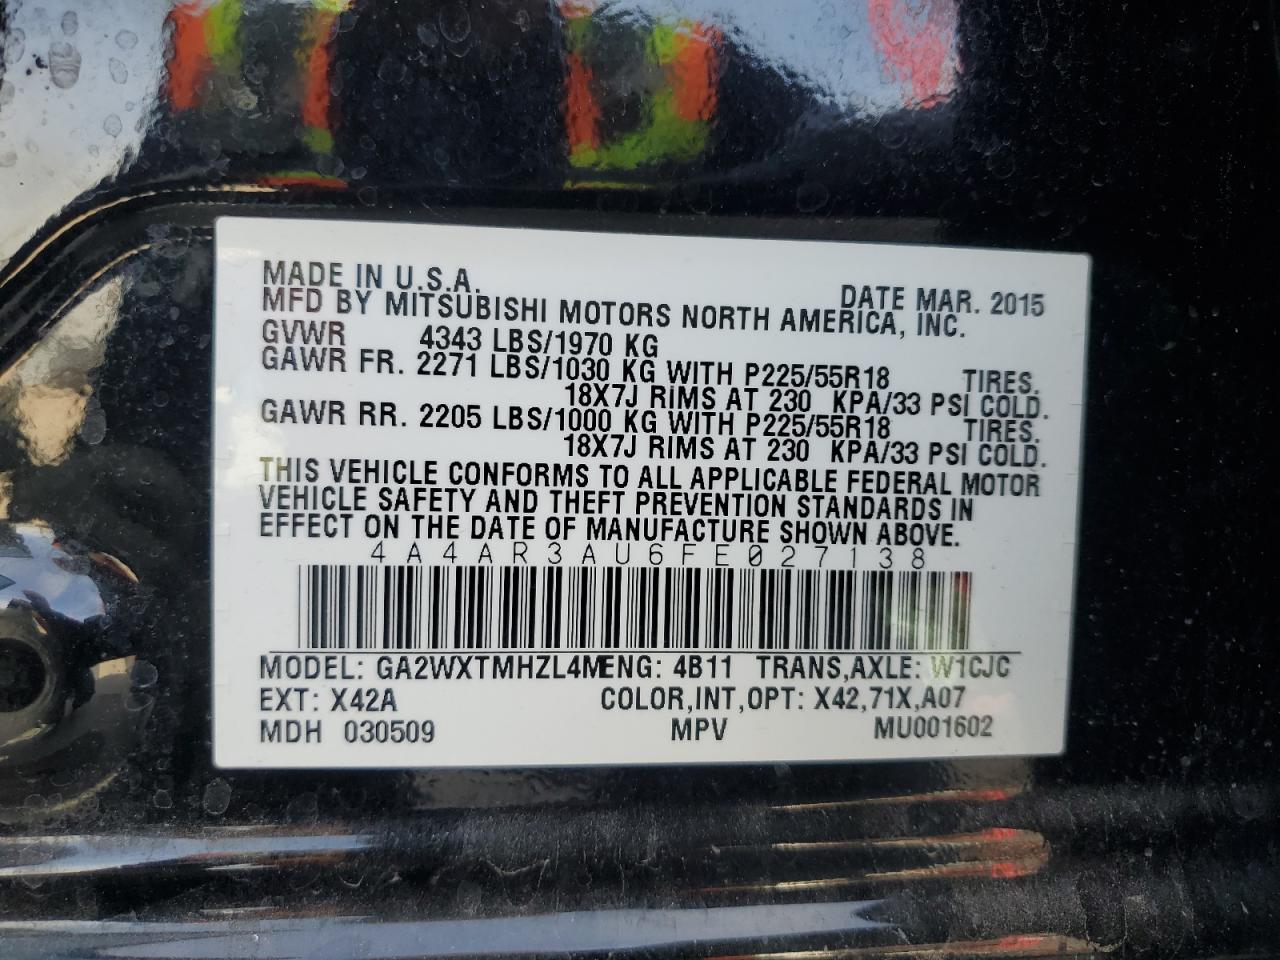 MADE IN U.S.A. DATE MAR. 2015
MFD BY MITSUBISHI MOTORS NORTH AMERICA, INC.
GVWR 4343 LBS/1970 KG
GAWR FR. 2271 LBS/1030 KG WITH P225/55R18 TIRES.
18X7J RIMS AT 230 KPA/33 PSI COLD.
GAWR RR. 2205 LBS/1000 KG WITH P225/55R18 TIRES.
18X7J RIMS AT 230 KPA/33 PSI COLD.
THIS VEHICLE CONFORMS TO ALL APPLICABLE FEDERAL MOTOR
VEHICLE SAFETY AND THEFT PREVENTION STANDARDS IN
EFFECT ON THE DATE OF MANUFACTURE SHOWN ABOVE.
4A4AR3AU6FE027138
MODEL: GA2WXTMHZL4M ENG: 4B11 TRANS,AXLE: W1CJC
EXT: X42A COLOR,INT,OPT: X42,71X,A07
MDH 030509 MPV MU001602